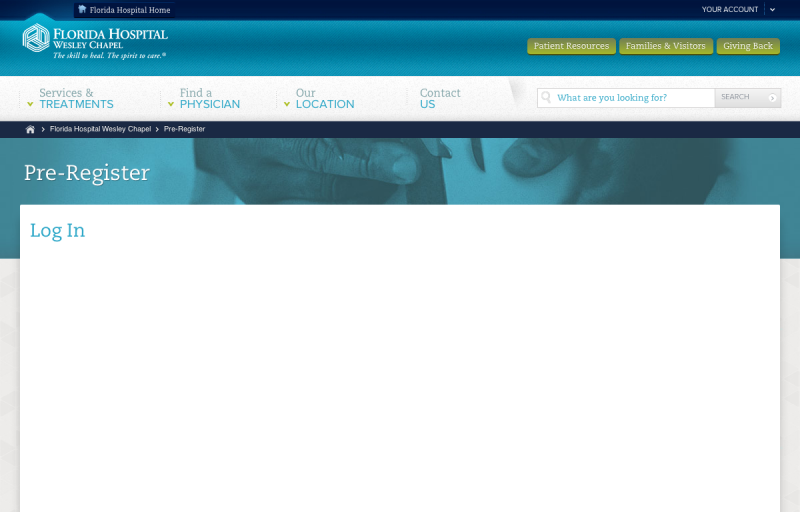 Florida Hospital Home
YOUR ACCOUNT
FLORIDA HOSPITAL
WESLEY CHAPEL
The skill to heal. The spirit to care.®
Patient Resources
Families & Visitors
Giving Back
Services &
TREATMENTS
Find a
PHYSICIAN
Our
LOCATION
Contact
US
What are you looking for?
SEARCH
Florida Hospital Wesley Chapel > Pre-Register
Pre-Register
Log In